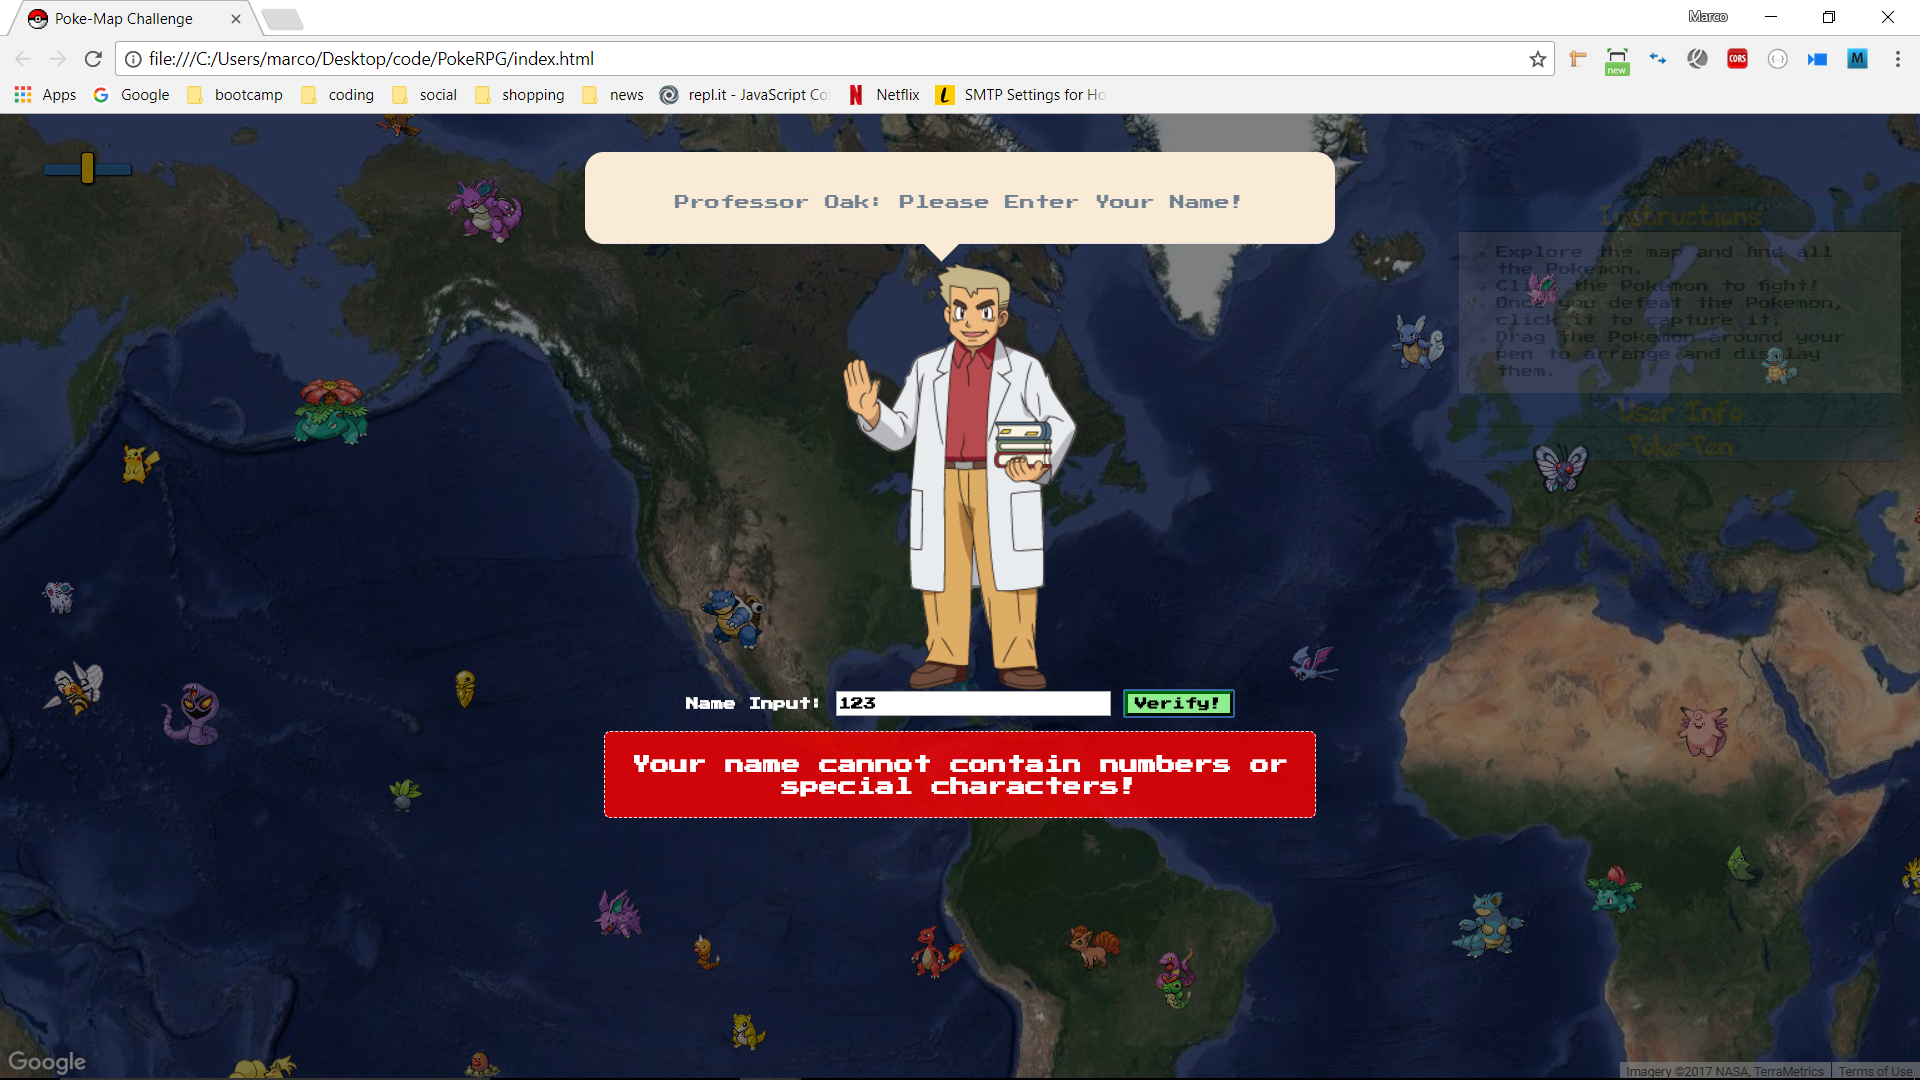 Poke-Map Challenge
Marco
file:///C:/Users/marco/Desktop/code/PokeRPG/index.html
new
CORS
M
Apps
Google
bootcamp
coding
social
shopping
news
repl.it - JavaScript Co
Netflix
SMTP Settings for Ho
Professor Oak: Please Enter Your Name!
Instructions
Explore the map and find all
the Pokemon.
Click the Pokemon to fight!
Once you defeat the Pokemon,
click it to capture it.
Drag the Pokemon around your
pen to arrange and display
them.
User Info
Poke-Pen
Name Input:
123
Verify!
Your name cannot contain numbers or
special characters!
Google
Imagery ©2017 NASA, TerraMetrics
Terms of Use